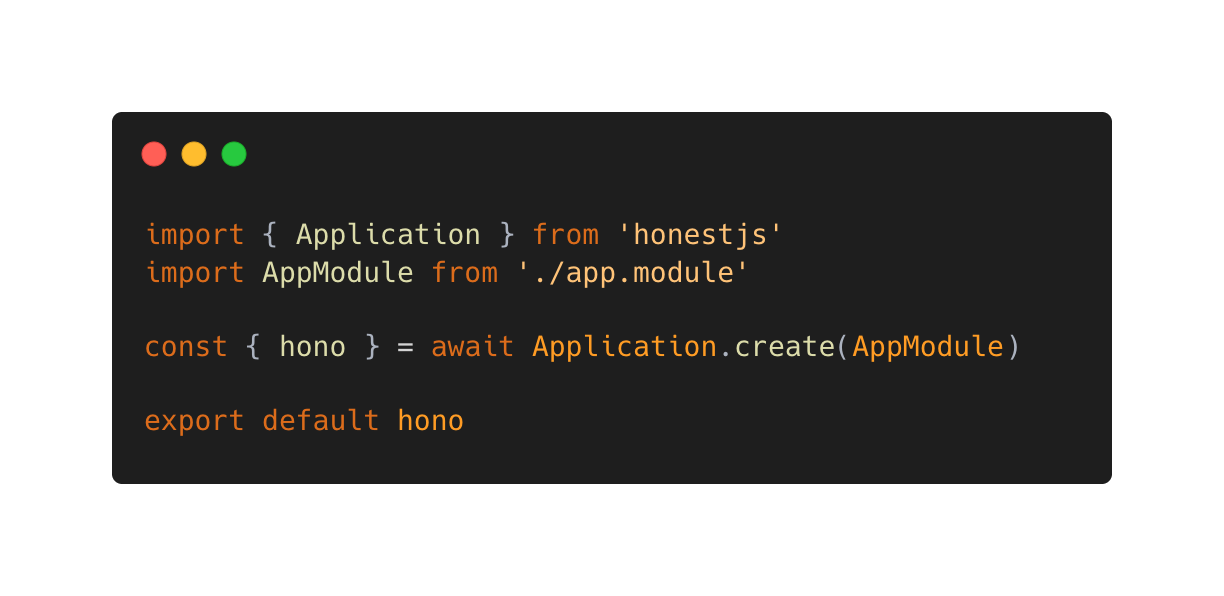 import { Application } from 'honestjs'
import AppModule from './app.module'
const { hono } = await Application.create(AppModule)
export default hono